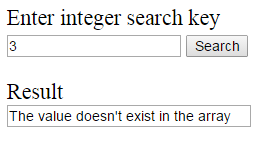 Enter integer search key
3 Search
Result
The value doesn't exist in the array